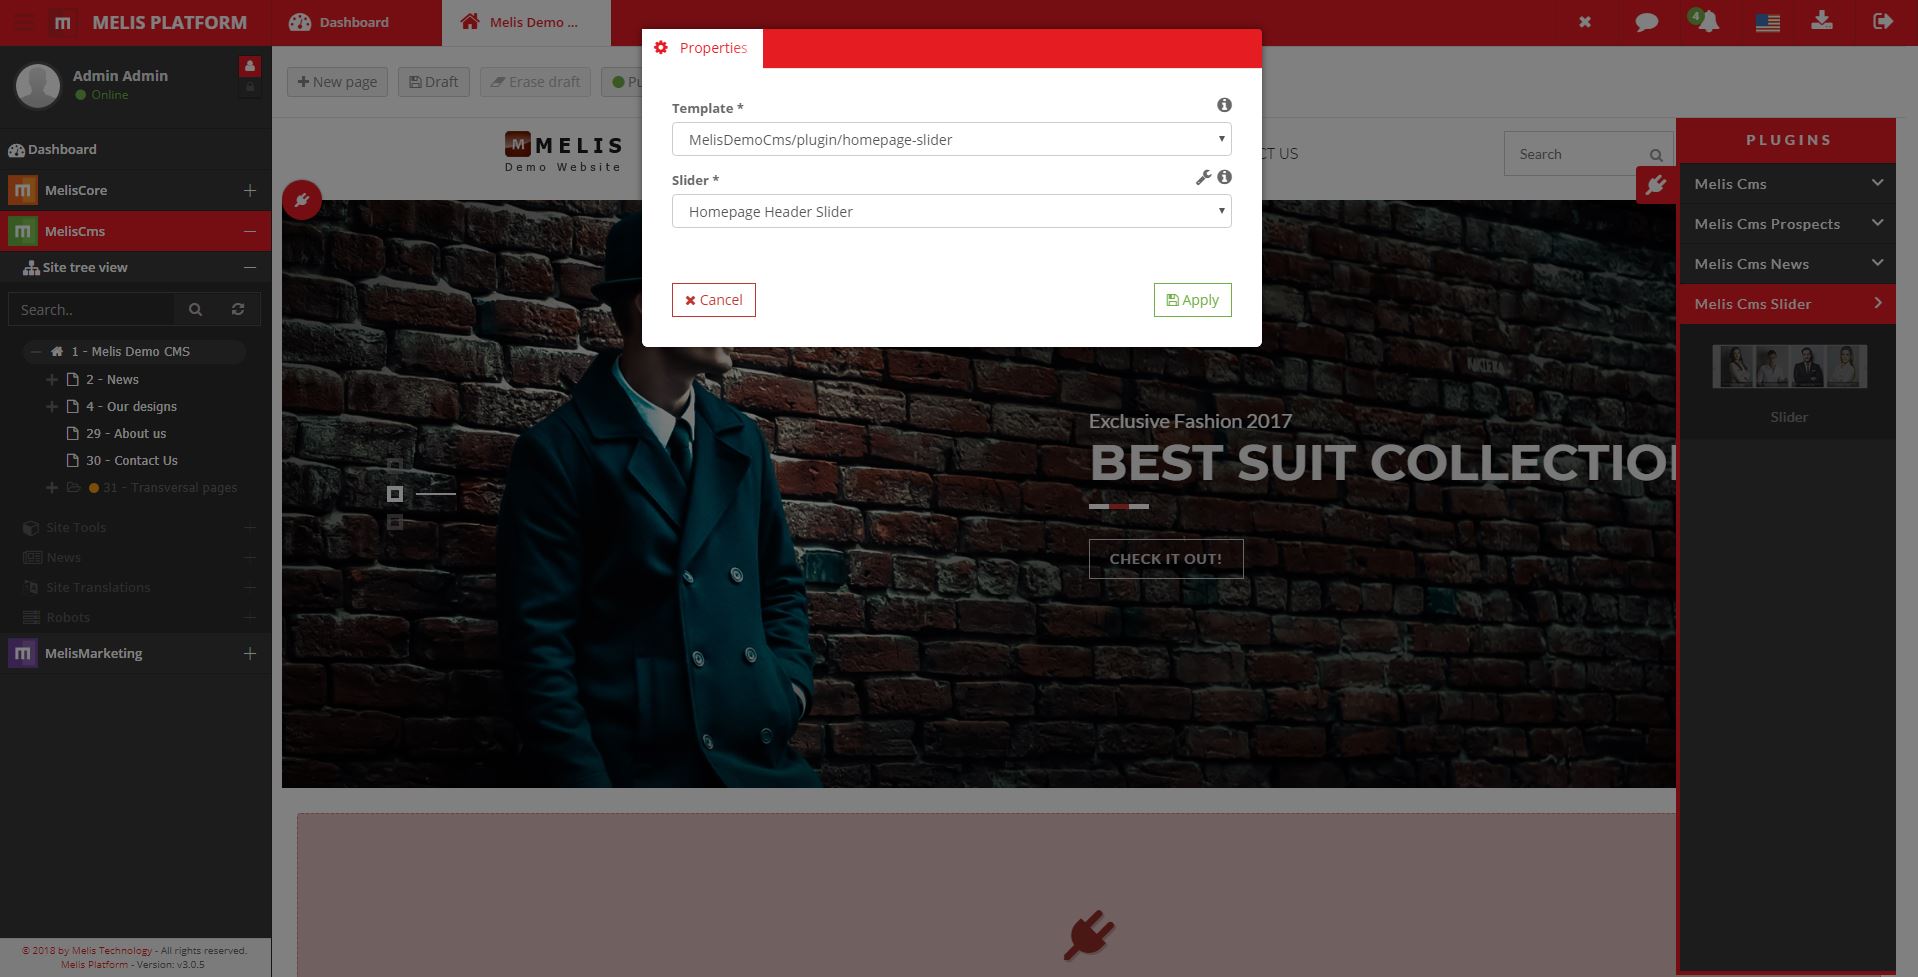 m MELIS PLATFORM
Dashboard
Melis Demo ...
4
Admin Admin
Online
Dashboard
m MelisCore
m MelisCms
Site tree view
Search..
1 - Melis Demo CMS
2 - News
4 - Our designs
29 - About us
30 - Contact Us
31 - Transversal pages
Site Tools
News
Site Translations
Robots
m MelisMarketing
© 2018 by Melis Technology - All rights reserved.
Melis Platform - Version: v3.0.5
New page
Draft
Erase draft
Pu
M MELIS
Demo Website
CT US
Search
Properties
Template *
MelisDemoCms/plugin/homepage-slider
Slider *
Homepage Header Slider
Cancel
Apply
Exclusive Fashion 2017
BEST SUIT COLLECTIO
CHECK IT OUT!
PLUGINS
Melis Cms
Melis Cms Prospects
Melis Cms News
Melis Cms Slider
Slider